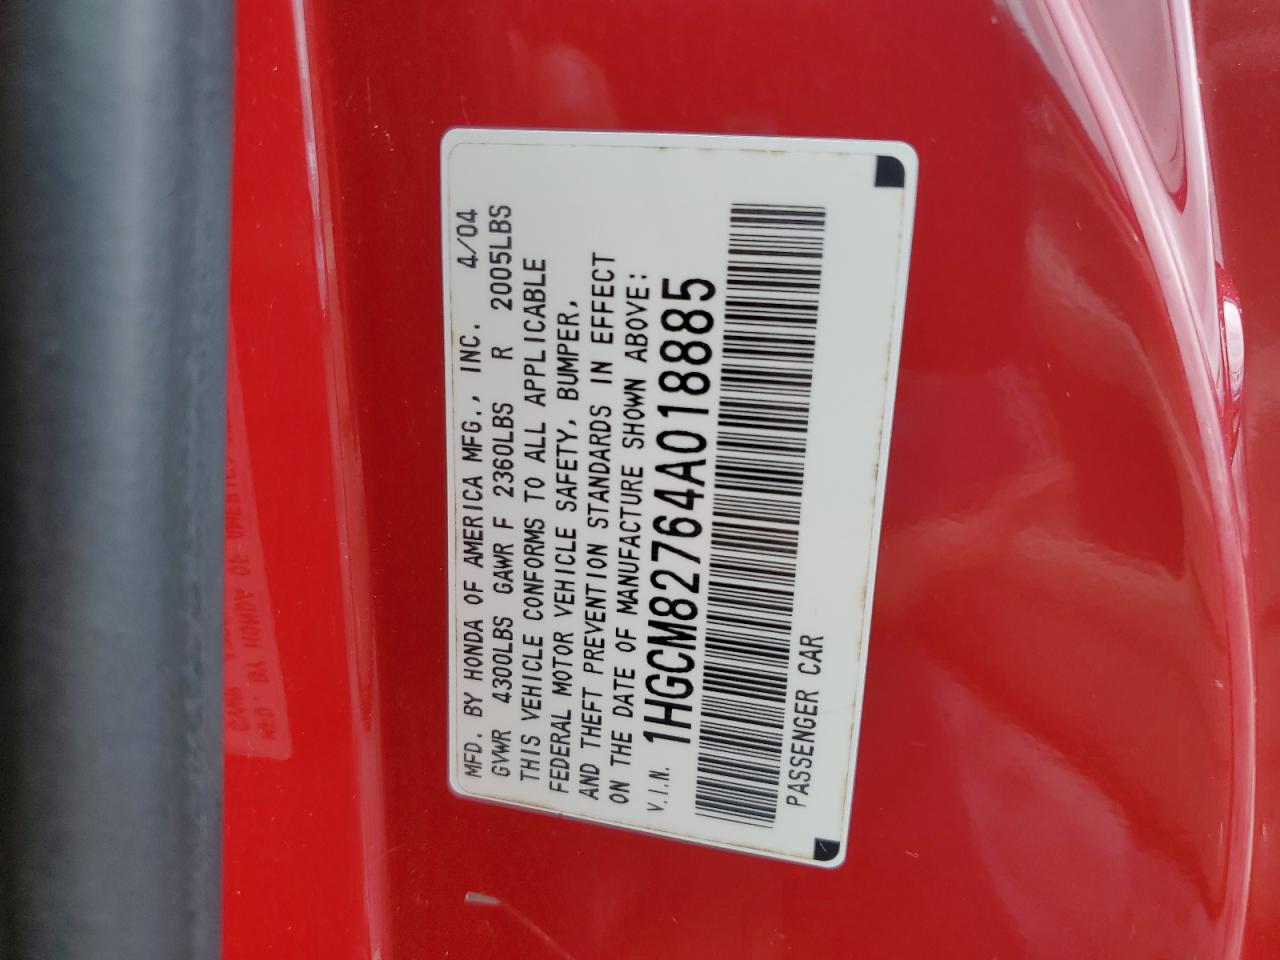 MFD. BY HONDA OF AMERICA MFG., INC. 4/04
GVWR 4300LBS GAWR F 2360LBS R 2005LBS
THIS VEHICLE CONFORMS TO ALL APPLICABLE
FEDERAL MOTOR VEHICLE SAFETY, BUMPER,
AND THEFT PREVENTION STANDARDS IN EFFECT
ON THE DATE OF MANUFACTURE SHOWN ABOVE:
V.I.N. 1HGCM82764A018885
PASSENGER CAR